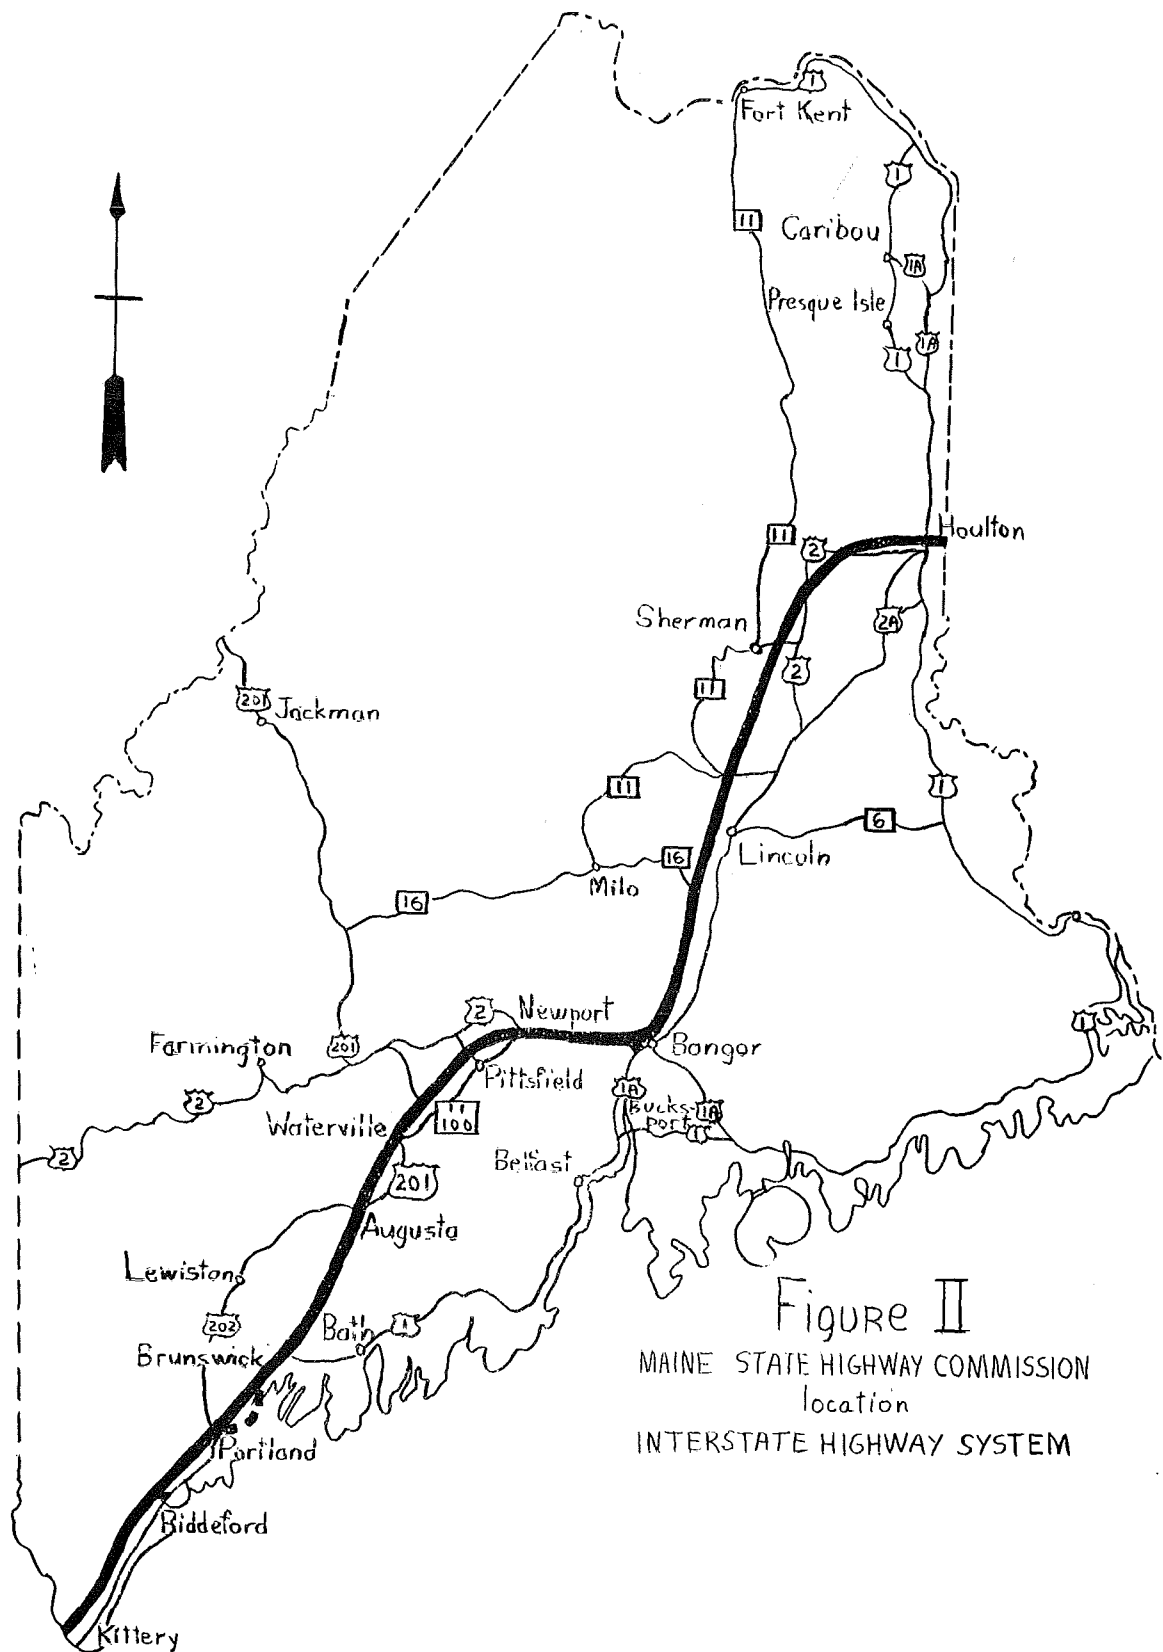 1
Fort Kent
1
11
Caribou
1A
Presque Isle
1A
1
Houlton
11
2
Sherman
2A
2
11
201
Jackman
1
11
6
Lincoln
16
Milo
16
Newport
2
1
Farmington
201
Bangor
Pittsfield
1A
2
Bucks-
port
1A
1
11
100
Waterville
2
Belfast
201
Augusta
Lewiston
202
Bath
1
Brunswick
Figure II
MAINE STATE HIGHWAY COMMISSION
location
INTERSTATE HIGHWAY SYSTEM
Portland
Biddeford
Kittery